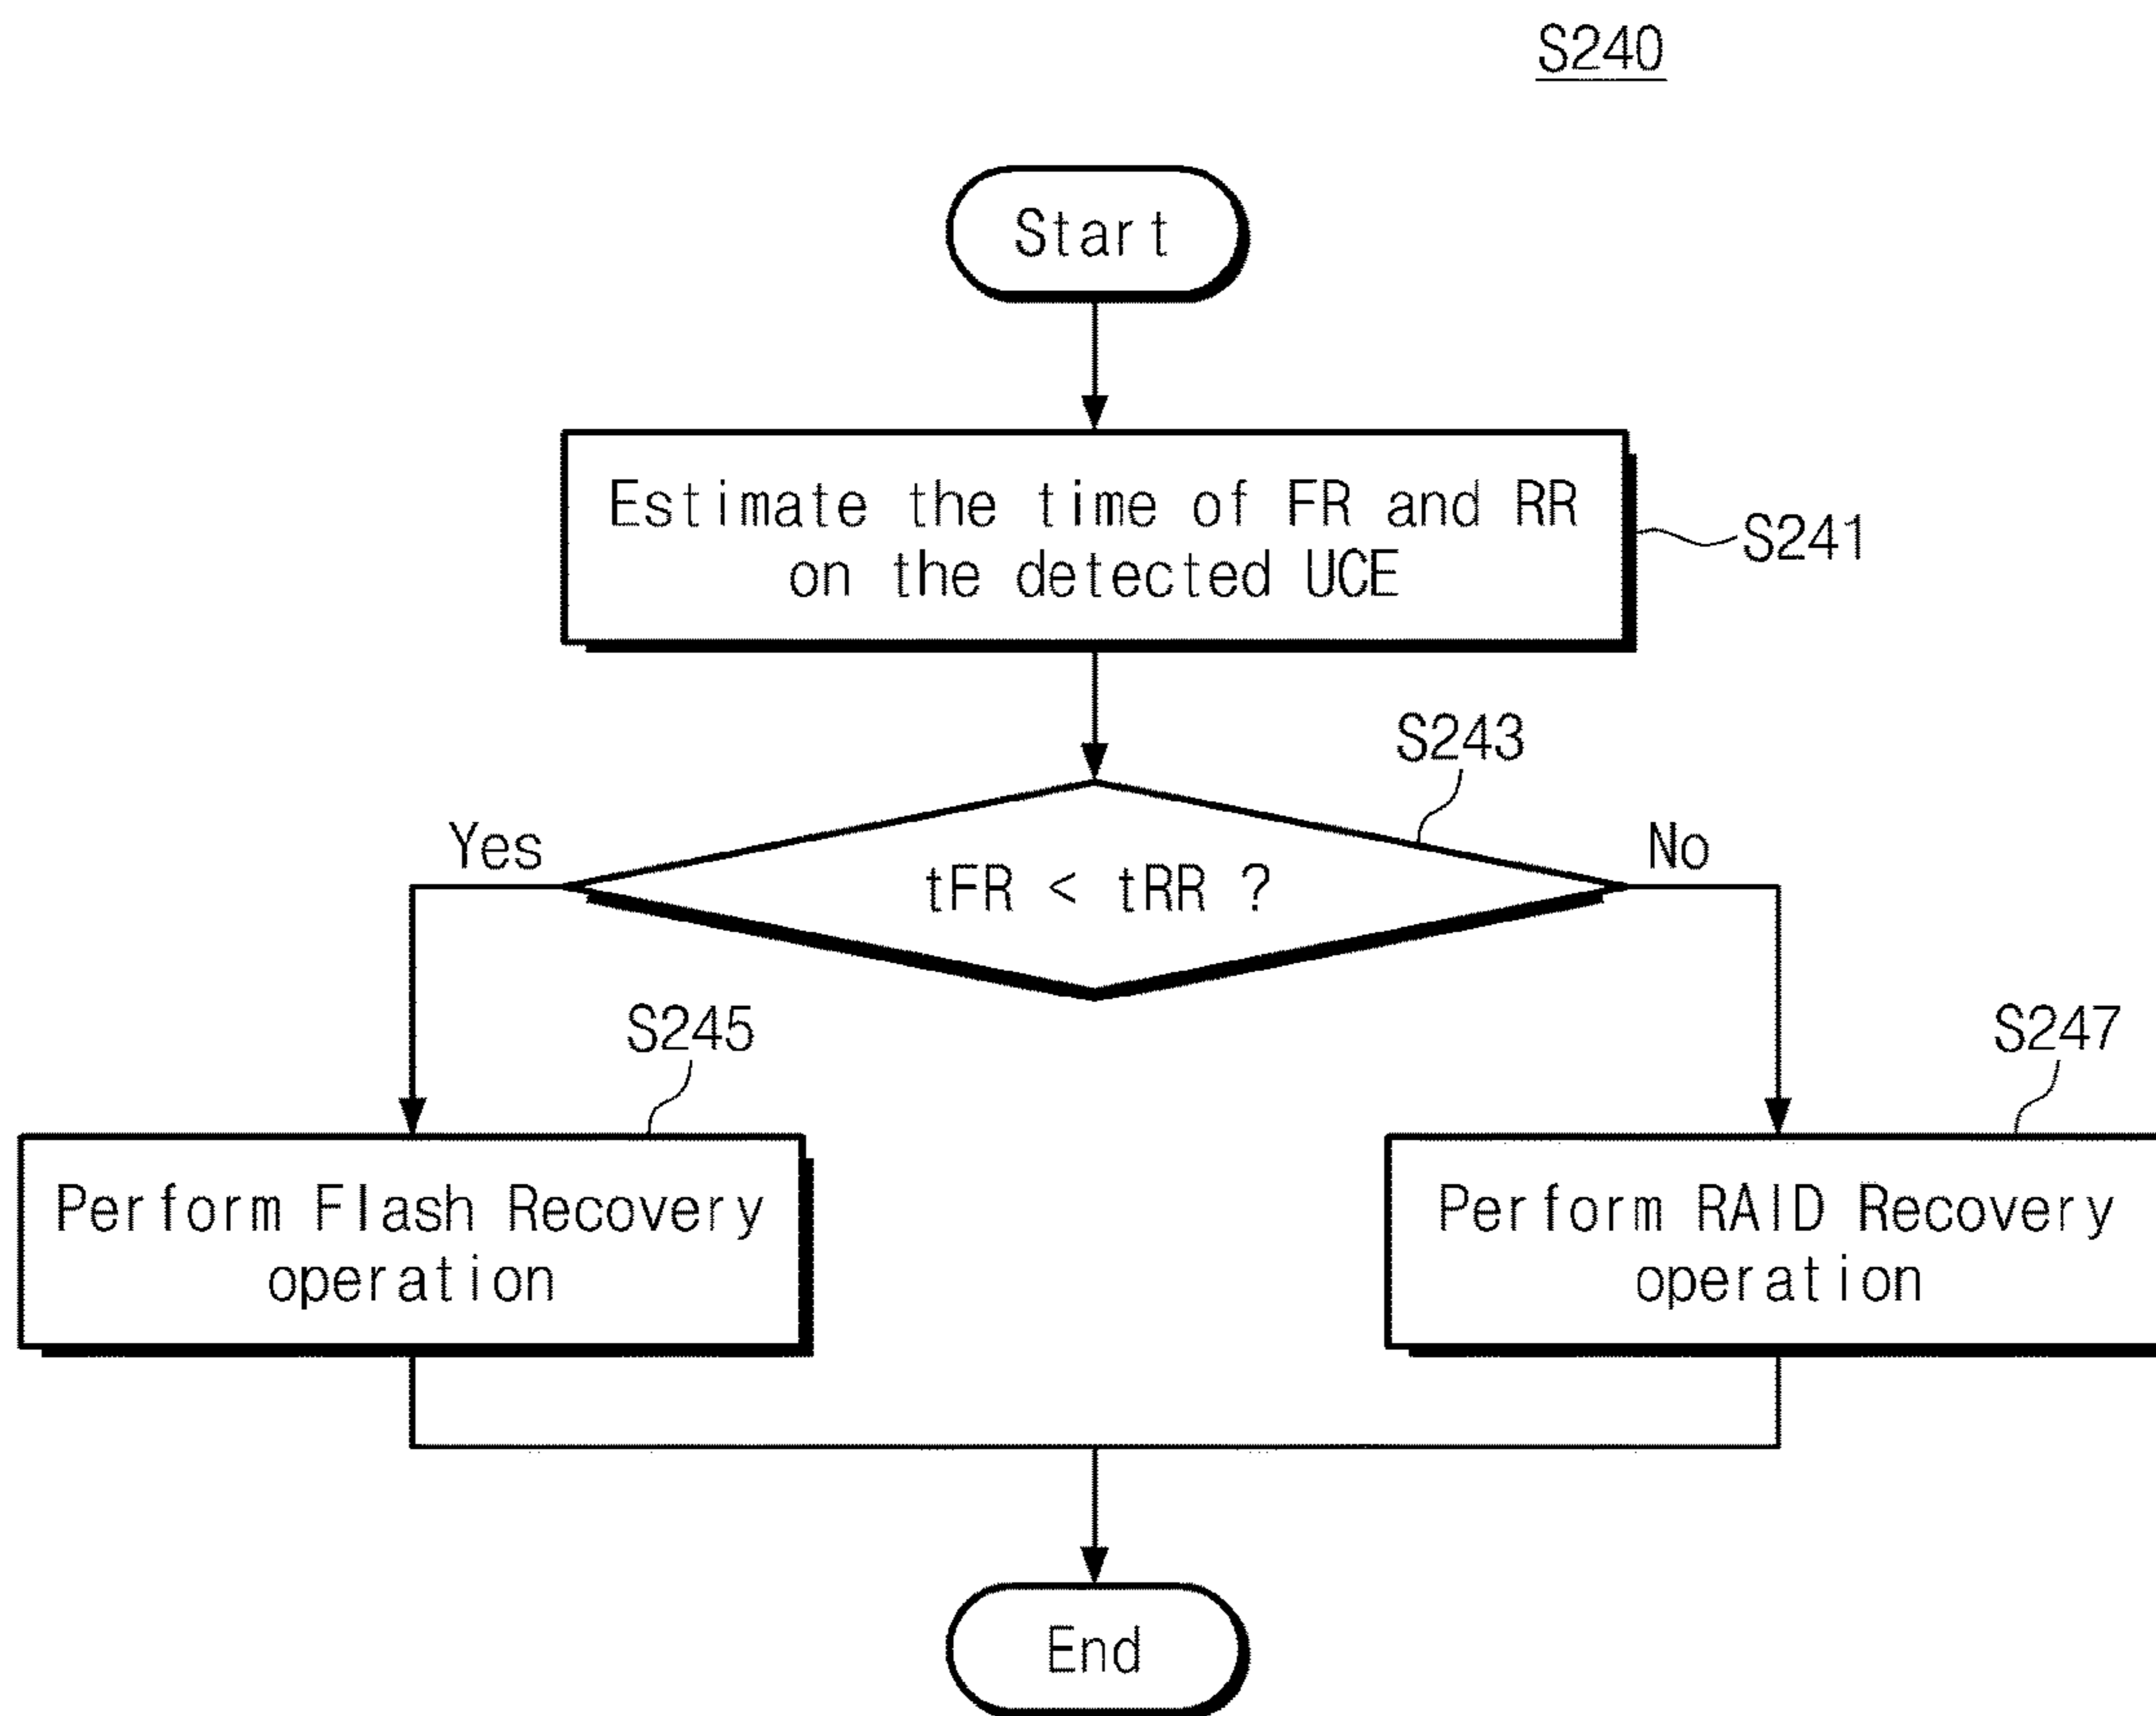 S240
Start
Estimate the time of FR and RR
on the detected UCE
S241
S243
Yes
tFR < tRR ?
No
S245
S247
Perform Flash Recovery
operation
Perform RAID Recovery
operation
End